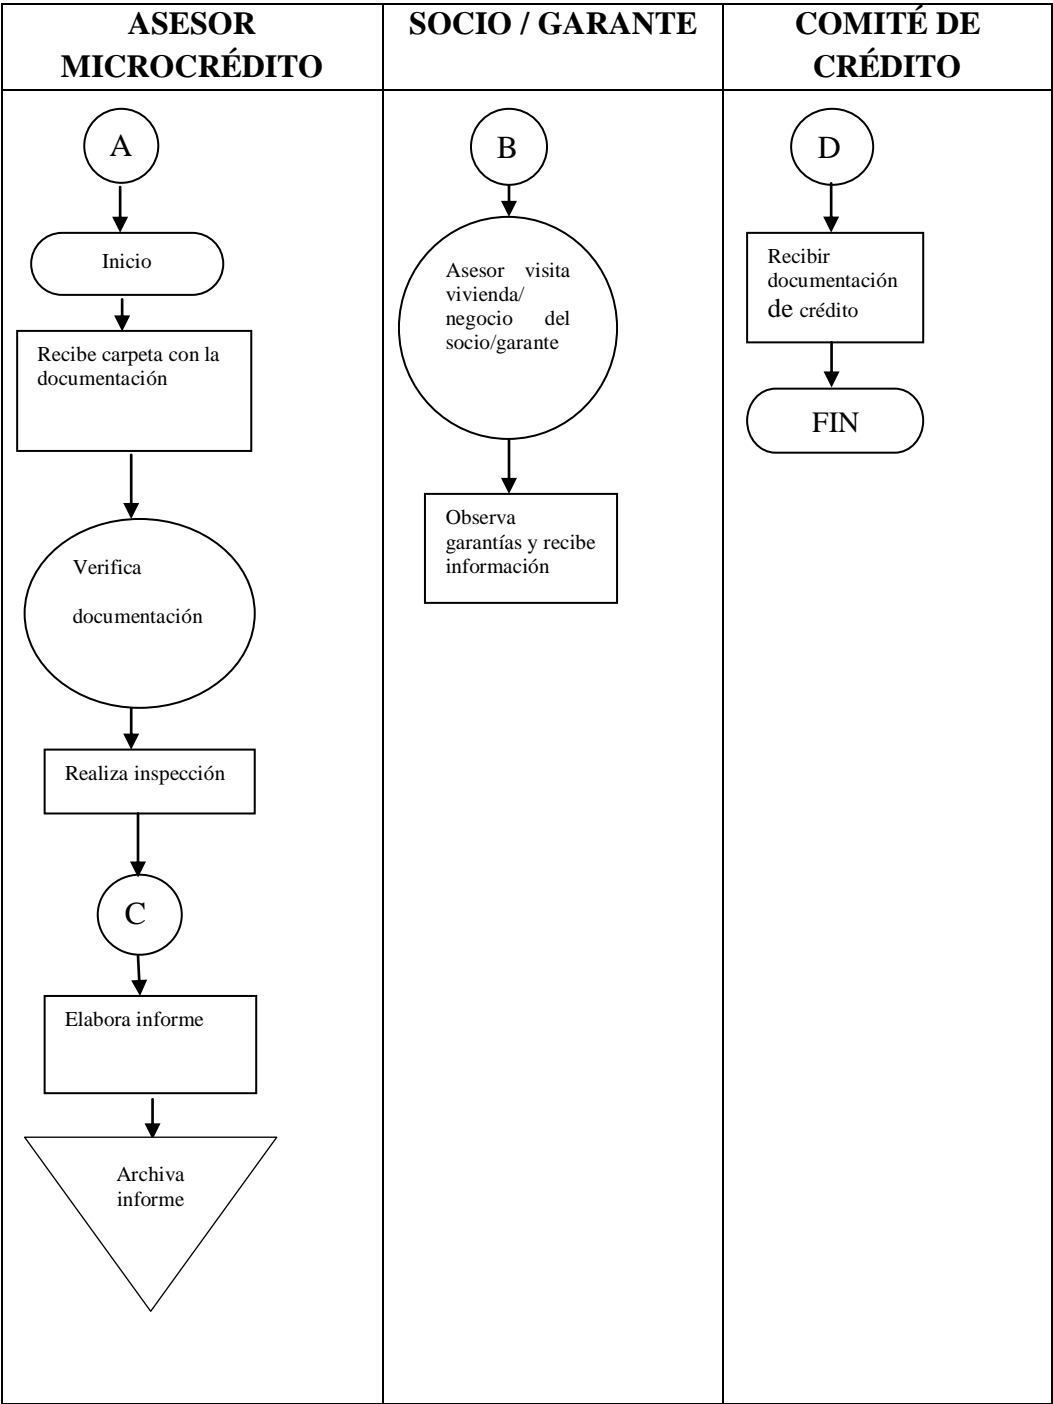 ASESOR
MICROCRÉDITO
SOCIO / GARANTE
COMITÉ DE
CRÉDITO
A
Inicio
Recibe carpeta con la
documentación
Verifica
documentación
Realiza inspección
C
Elabora informe
Archiva
informe
B
Asesor visita
vivienda/
negocio del
socio/garante
Observa
garantías y recibe
información
D
Recibir
documentación
de crédito
FIN